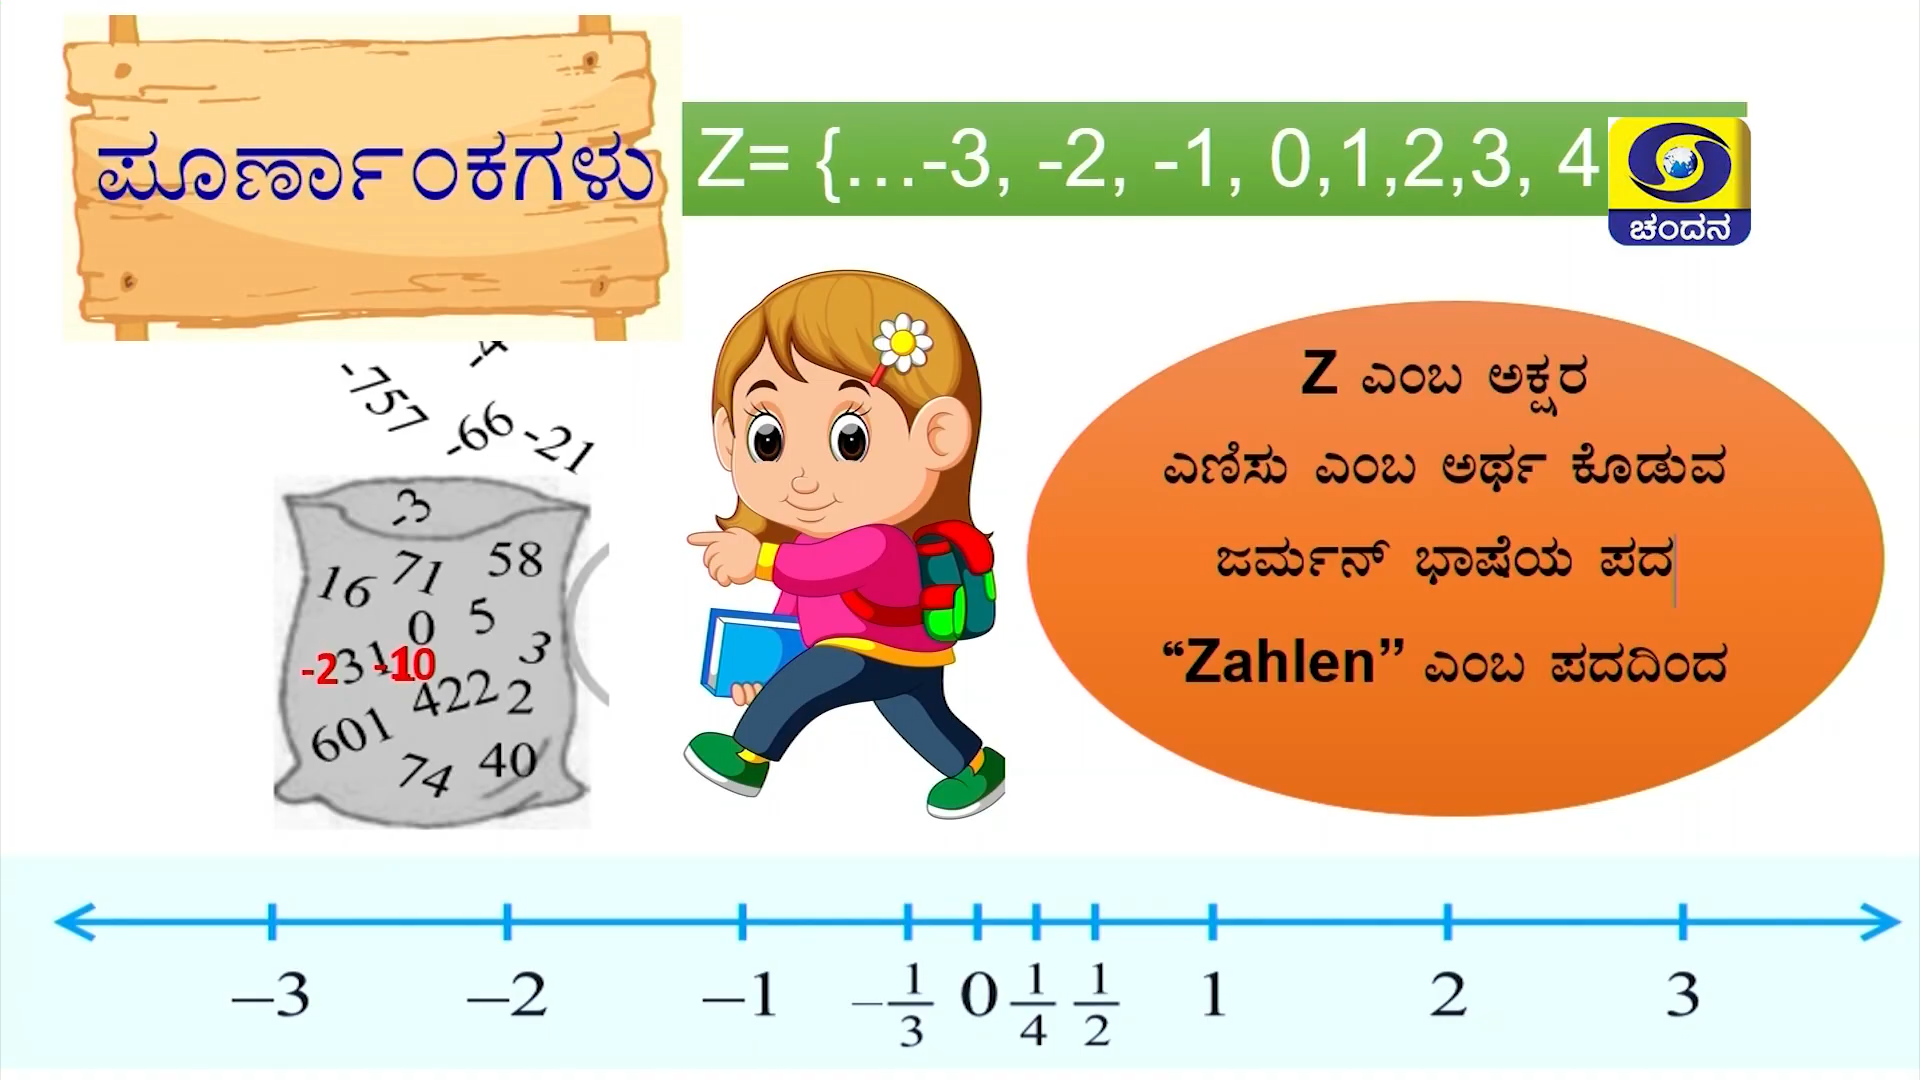 ಪೂರ್ಣಾಂಕಗಳು
Z= {...-3, -2, -1, 0,1,2,3, 4
ಚಂದನ
Z ಎಂಬ ಅಕ್ಷರ
ಎಣಿಸು ಎಂಬ ಅರ್ಥ ಕೊಡುವ
ಜರ್ಮನ್ ಭಾಷೆಯ ಪದ
“Zahlen” ಎಂಬ ಪದದಿಂದ
-4
-757
-66 -21
-3
16 71 58
0 5
-2 31 -10 3
422 2
601
74 40
–3 –2 –1 –1/3 0 1/4 1/2 1 2 3